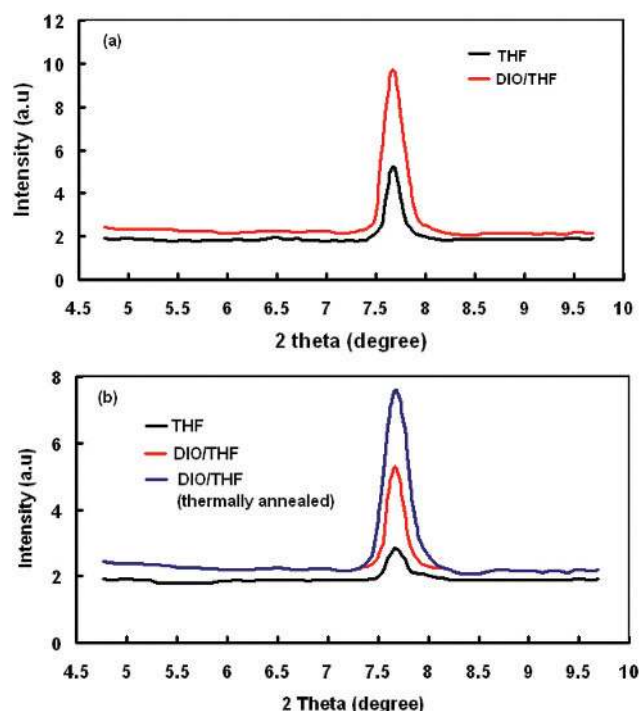 12
(a)
THF
DIO/THF
10
8
6
4
2
0
Intensity (a.u)
4.5 5 5.5 6 6.5 7 7.5 8 8.5 9 9.5 10
2 theta (degree)
8
(b)
THF
DIO/THF
DIO/THF
(thermally annealed)
6
4
2
0
Intensity (a.u)
4.5 5 5.5 6 6.5 7 7.5 8 8.5 9 9.5 10
2 Theta (degree)